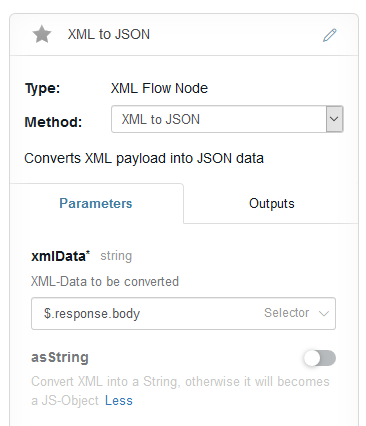 XML to JSON
Type: XML Flow Node
Method: XML to JSON
Converts XML payload into JSON data
Parameters Outputs
xmlData* string
XML-Data to be converted
$.response.body Selector
asString
Convert XML into a String, otherwise it will becomes
a JS-Object Less